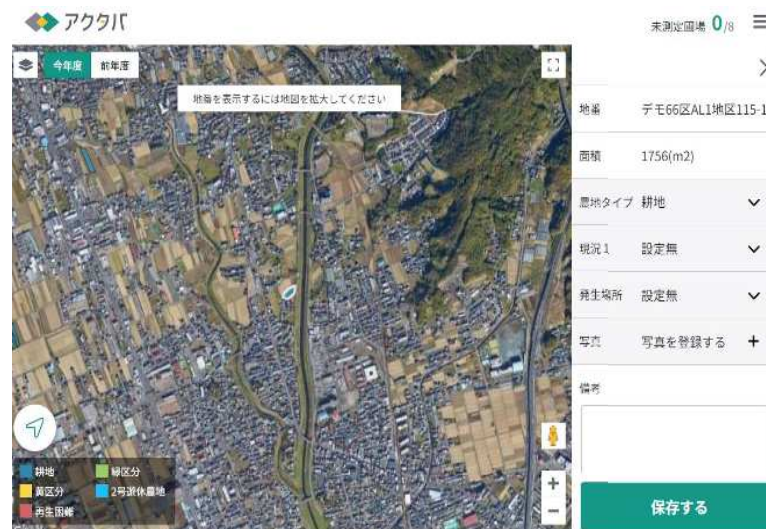 アクタバ
未測定圃場 0/8
今年度 前年度
地番を表示するには地図を拡大してください
地番 デモ66区AL1地区115-1
面積 1756(m2)
農地タイプ 耕地
現況1 設定無
発生場所 設定無
写真 写真を登録する +
備考
耕地 緑区分
黄区分 2号遊休農地
再生困難
+
−
保存する